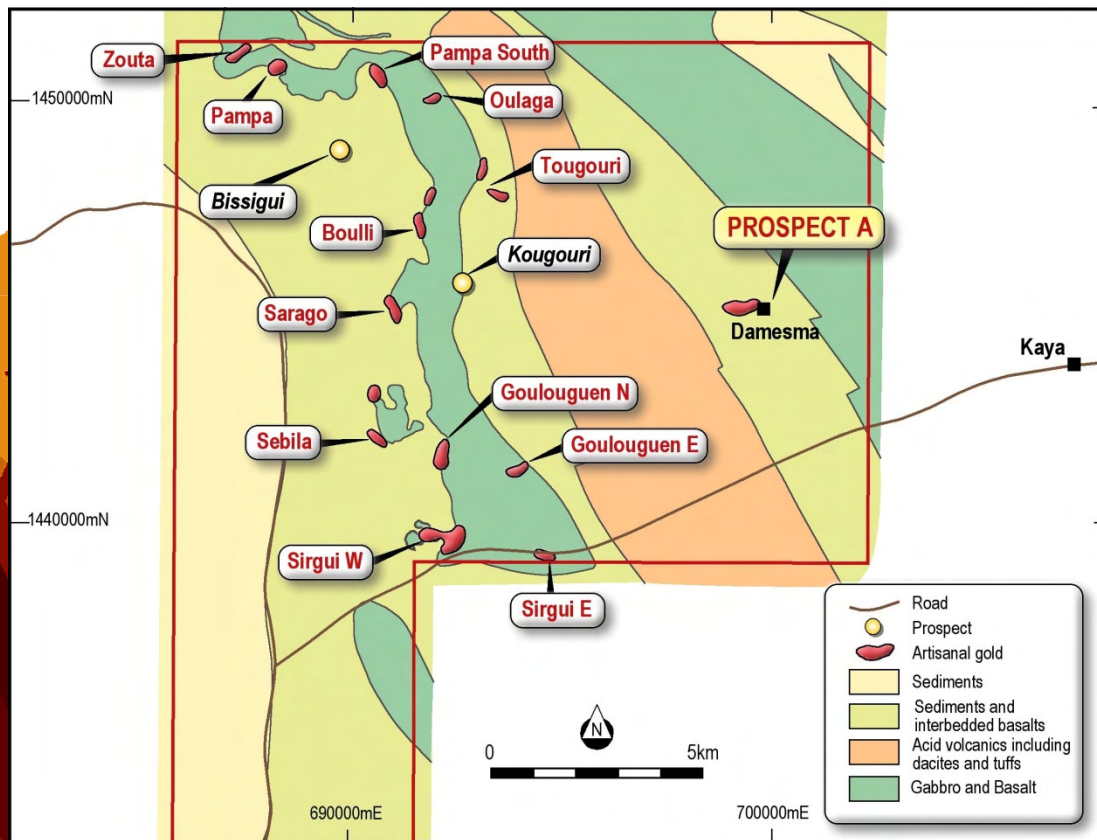 Zouta
Pampa South
1450000mN
Pampa
Oulaga
Tougouri
Bissigui
PROSPECT A
Boulli
Kougouri
Sarago
Damesma
Kaya
Goulouguen N
Sebila
Goulouguen E
1440000mN
Sirgui W
Sirgui E
Road
Prospect
Artisanal gold
Sediments
Sediments and
interbedded basalts
Acid volcanics including
dacites and tuffs
Gabbro and Basalt
N
0 5km
690000mE
700000mE